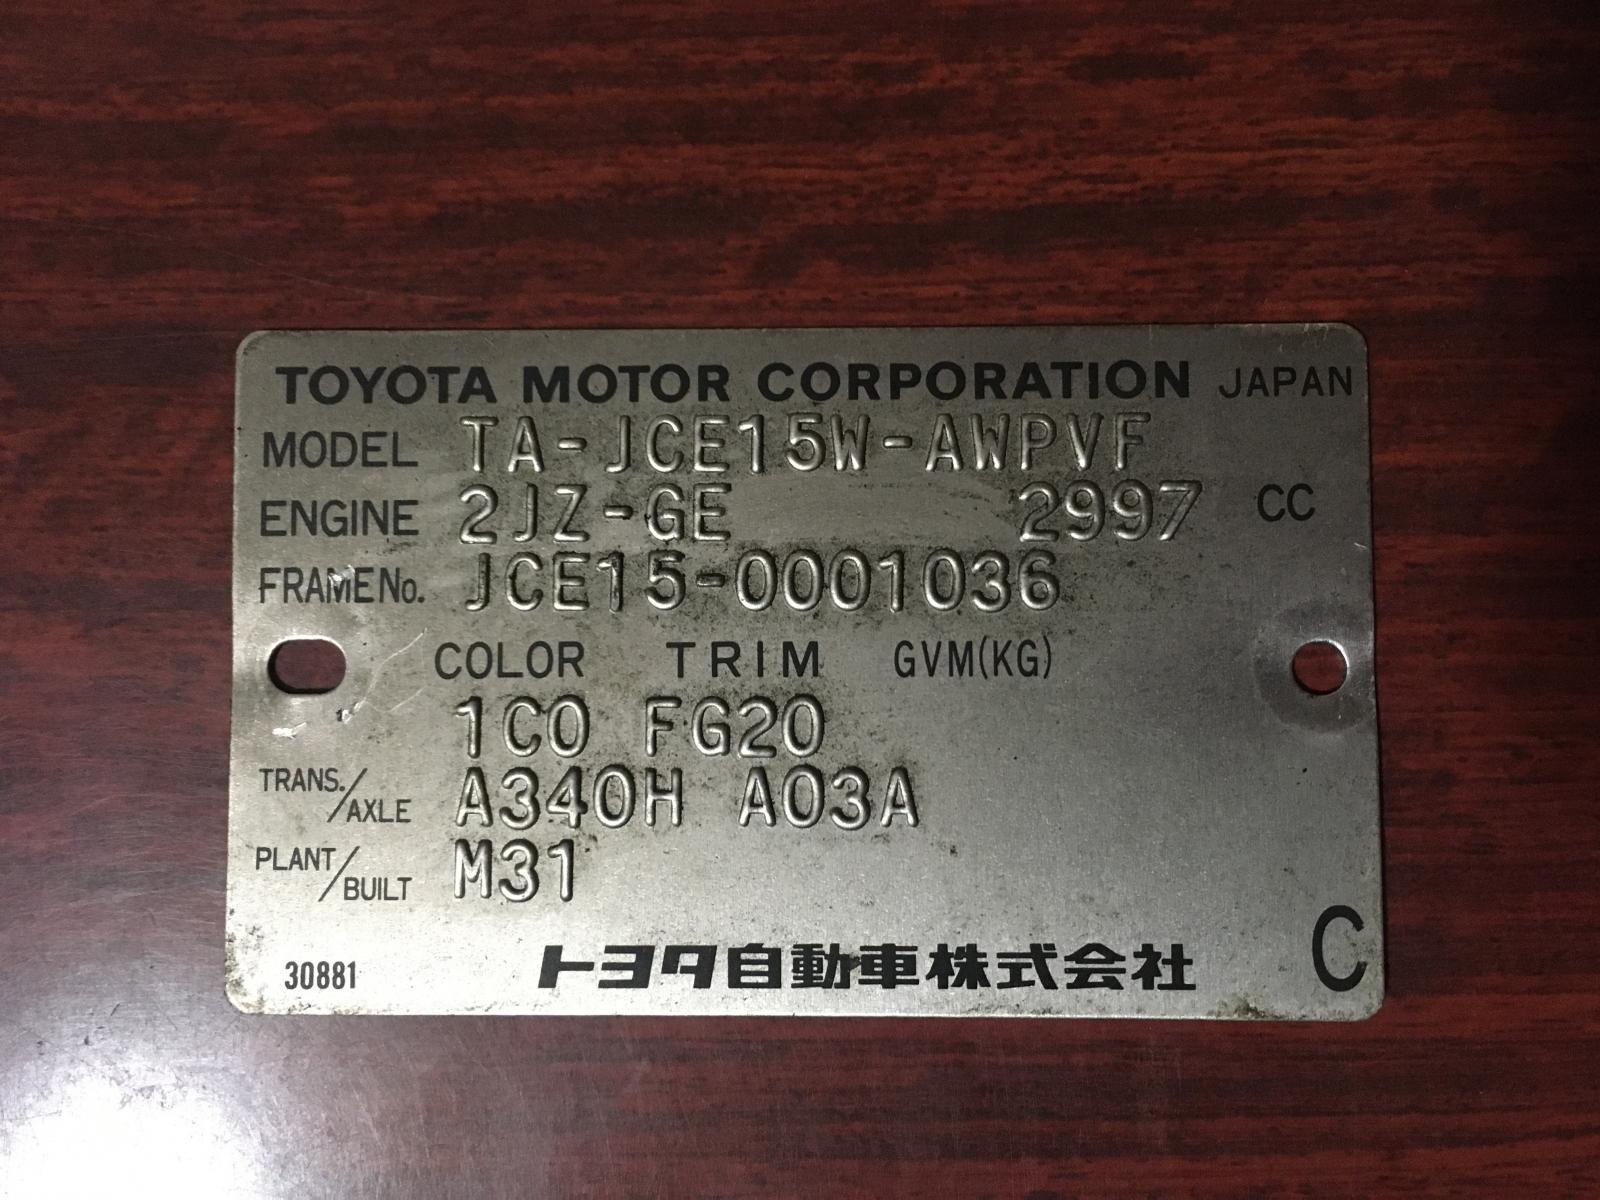 TOYOTA MOTOR CORPORATION JAPAN
MODEL TA-JCE15W-AWPVF
ENGINE 2JZ-GE 2997 CC
FRAME No. JCE15-0001036
COLOR TRIM GVM(KG)
1C0 FG20
TRANS./AXLE A340H A03A
PLANT/BUILT M31
C
30881 トヨタ自動車株式会社